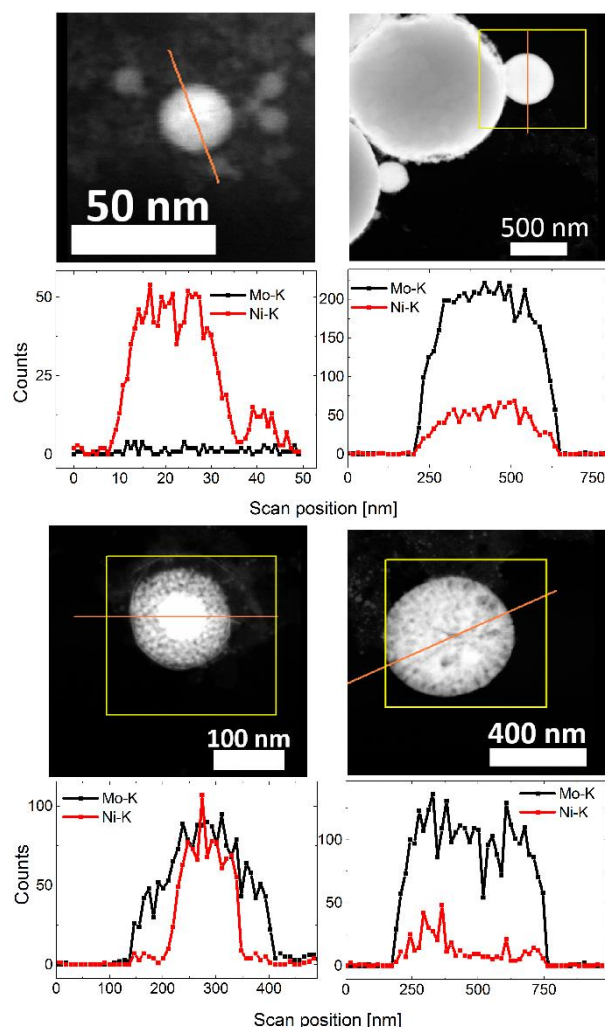 50 nm
500 nm
Mo-K
Ni-K
50
25
0
0 10 20 30 40 50
Counts
Mo-K
Ni-K
200
150
100
50
0
0 250 500 750
Scan position [nm]
100 nm
400 nm
Mo-K
Ni-K
100
50
0
0 100 200 300 400
Counts
Mo-K
Ni-K
100
50
0
0 250 500 750
Scan position [nm]